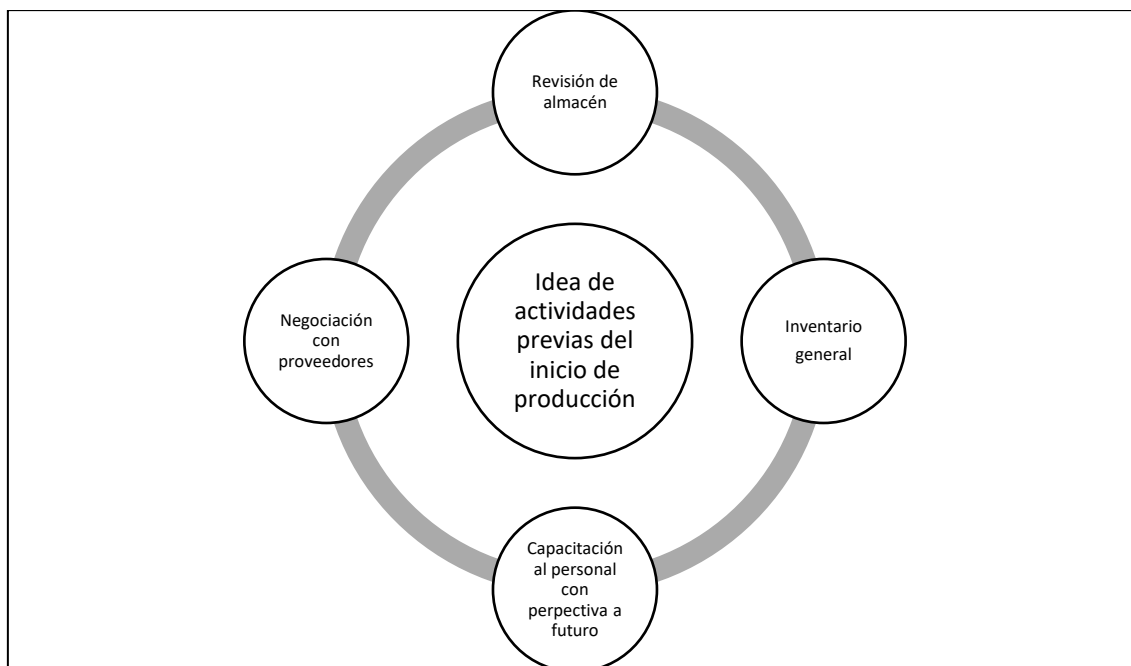 Revisión de
almacén
Idea de
actividades
previas del
inicio de
producción
Negociación
con
proveedores
Inventario
general
Capacitación
al personal
con
perpectiva a
futuro